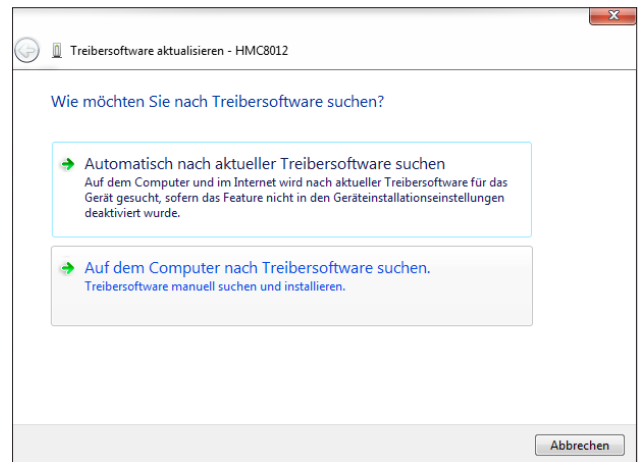 Treibersoftware aktualisieren - HMC8012
Wie möchten Sie nach Treibersoftware suchen?
Automatisch nach aktueller Treibersoftware suchen
Auf dem Computer und im Internet wird nach aktueller Treibersoftware für das
Gerät gesucht, sofern das Feature nicht in den Geräteinstallationseinstellungen
deaktiviert wurde.
Auf dem Computer nach Treibersoftware suchen.
Treibersoftware manuell suchen und installieren.
Abbrechen